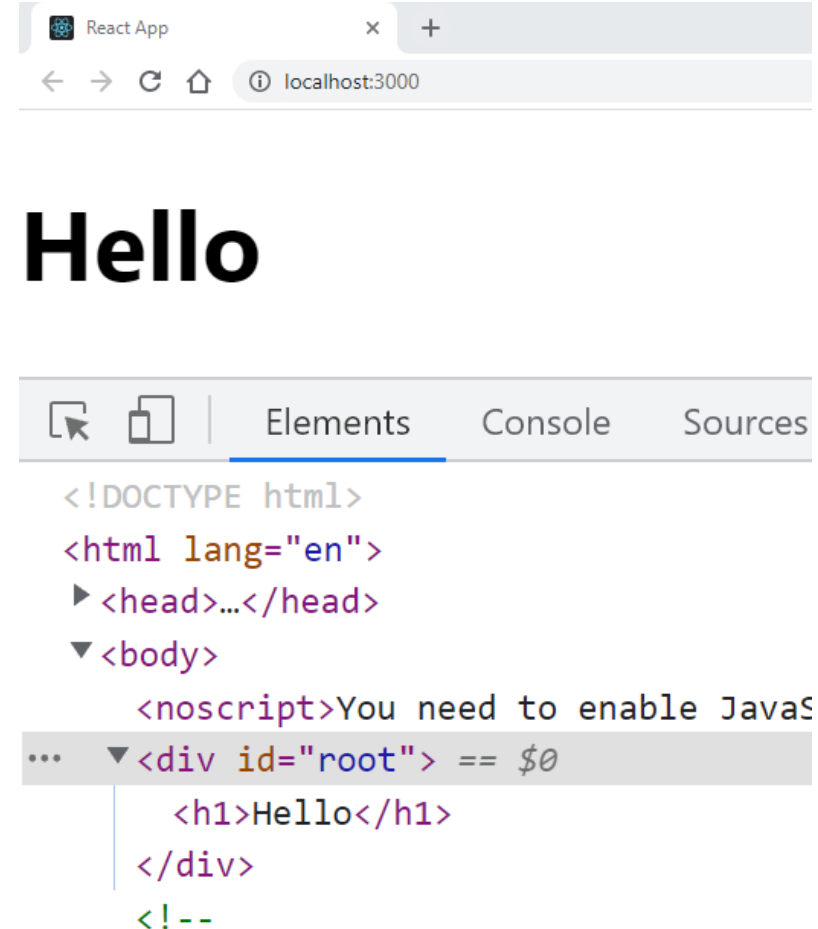 React App
localhost:3000
Hello
Elements Console Sources
<!DOCTYPE html>
<html lang="en">
<head>…</head>
<body>
<noscript>You need to enable JavaS
<div id="root"> == $0
<h1>Hello</h1>
</div>
<!--